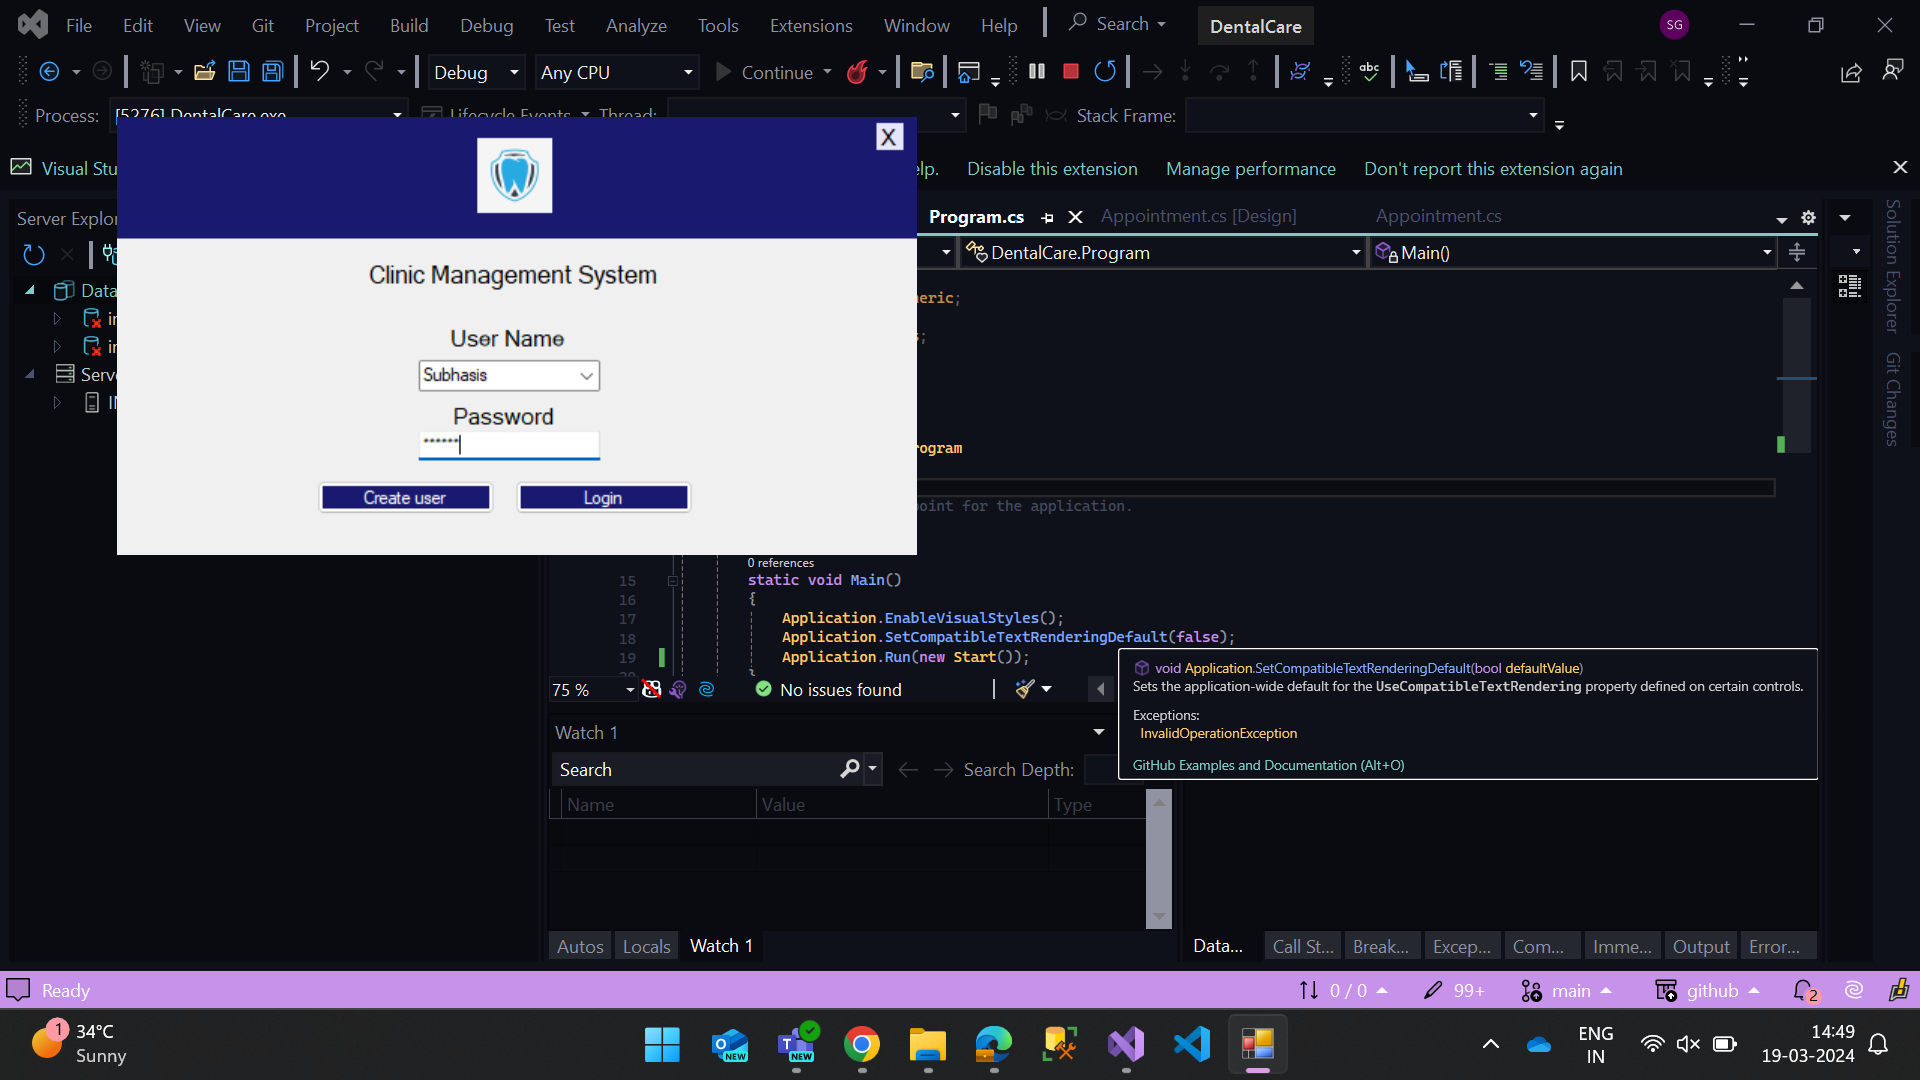 File Edit View Git Project Build Debug Test Analyze Tools Extensions Window Help Search DentalCare SG
Debug Any CPU Continue abc
Process: [5276] DentalCare.exe Lifecycle Events Thread: Stack Frame:
X
Visual Stu
Disable this extension Manage performance Don't report this extension again
Server Explor
Program.cs Appointment.cs [Design] Appointment.cs
DentalCare.Program Main()
Solution Explorer
Git Changes
Data
Serv
Clinic Management System
User Name
Subhasis
Password
******
Create user Login
eric;
;
rogram
oint for the application.
0 references
15 static void Main()
16 {
17 Application.EnableVisualStyles();
18 Application.SetCompatibleTextRenderingDefault(false);
19 Application.Run(new Start());
75 % No issues found
void Application.SetCompatibleTextRenderingDefault(bool defaultValue)
Sets the application-wide default for the UseCompatibleTextRendering property defined on certain controls.
Exceptions:
InvalidOperationException
GitHub Examples and Documentation (Alt+O)
Watch 1
Search Search Depth:
Name Value Type
Autos Locals Watch 1
Data... Call St... Break... Excep... Com... Imme... Output Error...
Ready 0 / 0 99+ main github 2
1 34°C
Sunny
NEW NEW
ENG
IN
14:49
19-03-2024